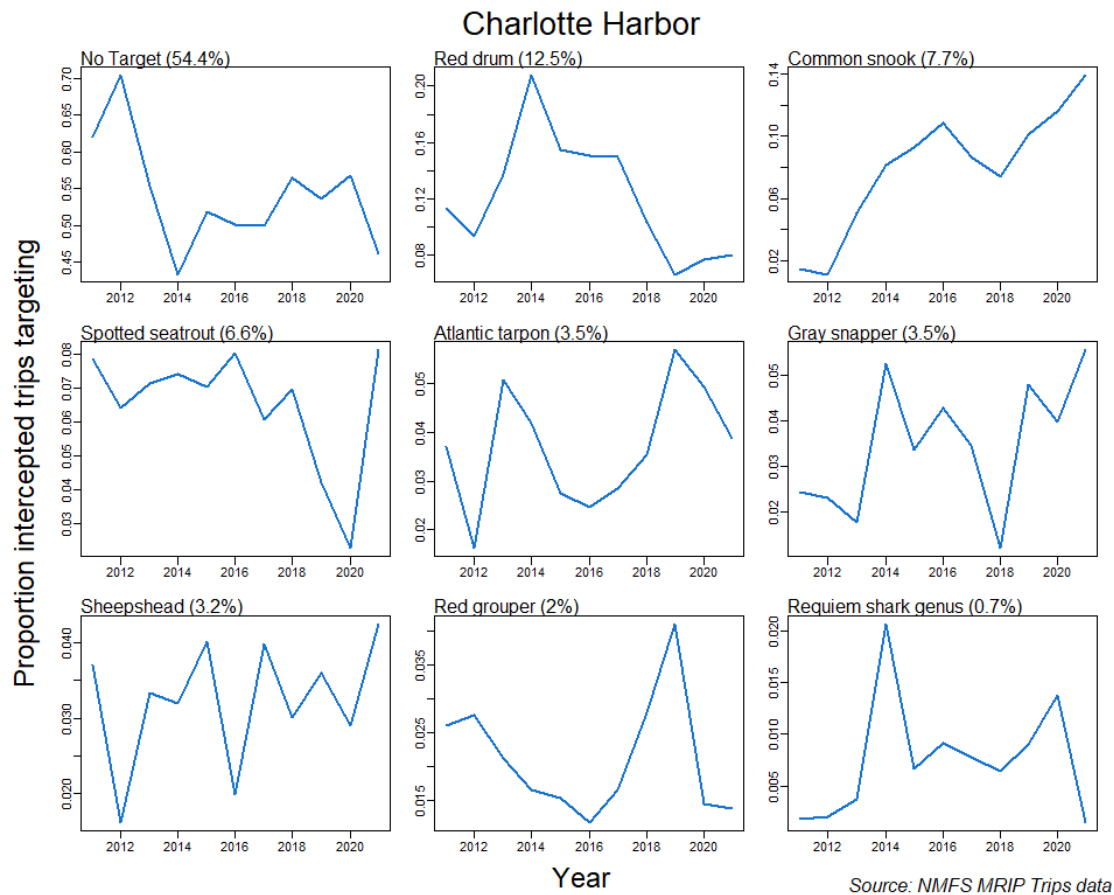 Charlotte Harbor
Proportion intercepted trips targeting
No Target (54.4%)
0.70
0.65
0.60
0.55
0.50
0.45
2012 2014 2016 2018 2020
Red drum (12.5%)
0.20
0.16
0.12
0.08
2012 2014 2016 2018 2020
Common snook (7.7%)
0.14
0.10
0.06
0.02
2012 2014 2016 2018 2020
Spotted seatrout (6.6%)
0.08
0.07
0.06
0.05
0.04
0.03
2012 2014 2016 2018 2020
Atlantic tarpon (3.5%)
0.05
0.04
0.03
0.02
2012 2014 2016 2018 2020
Gray snapper (3.5%)
0.05
0.04
0.03
0.02
2012 2014 2016 2018 2020
Sheepshead (3.2%)
0.040
0.030
0.020
2012 2014 2016 2018 2020
Red grouper (2%)
0.035
0.025
0.015
2012 2014 2016 2018 2020
Requiem shark genus (0.7%)
0.020
0.015
0.010
0.005
2012 2014 2016 2018 2020
Year
Source: NMFS MRIP Trips data